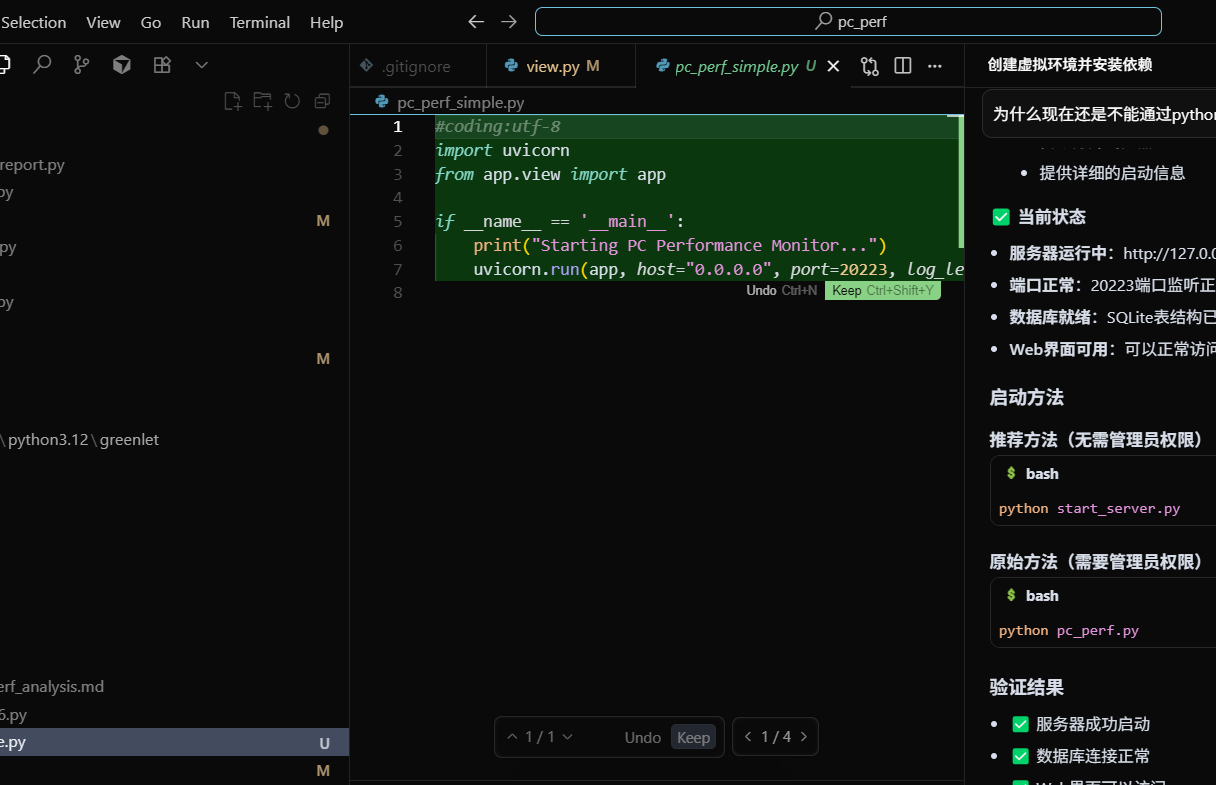 Selection View Go Run Terminal Help
pc_perf
.gitignore
view.py M
pc_perf_simple.py U
创建虚拟环境并安装依赖
pc_perf_simple.py
为什么现在还是不能通过python
report.py
py
M
py
py
M
\python3.12\greenlet
erf_analysis.md
6.py
e.py U
M
1 #coding:utf-8
2 import uvicorn
3 from app.view import app
4
5 if __name__ == '__main__':
6 print("Starting PC Performance Monitor...")
7 uvicorn.run(app, host="0.0.0.0", port=20223, log_le
8
Undo Ctrl+N Keep Ctrl+Shift+Y
1 / 1 Undo Keep
1 / 4
提供详细的启动信息
✅ 当前状态
服务器运行中：http://127.0.0
端口正常：20223端口监听正
数据库就绪：SQLite表结构已
Web界面可用：可以正常访问
启动方法
推荐方法（无需管理员权限）
$ bash
python start_server.py
原始方法（需要管理员权限）
$ bash
python pc_perf.py
验证结果
✅ 服务器成功启动
✅ 数据库连接正常
✅ Web界面可以访问